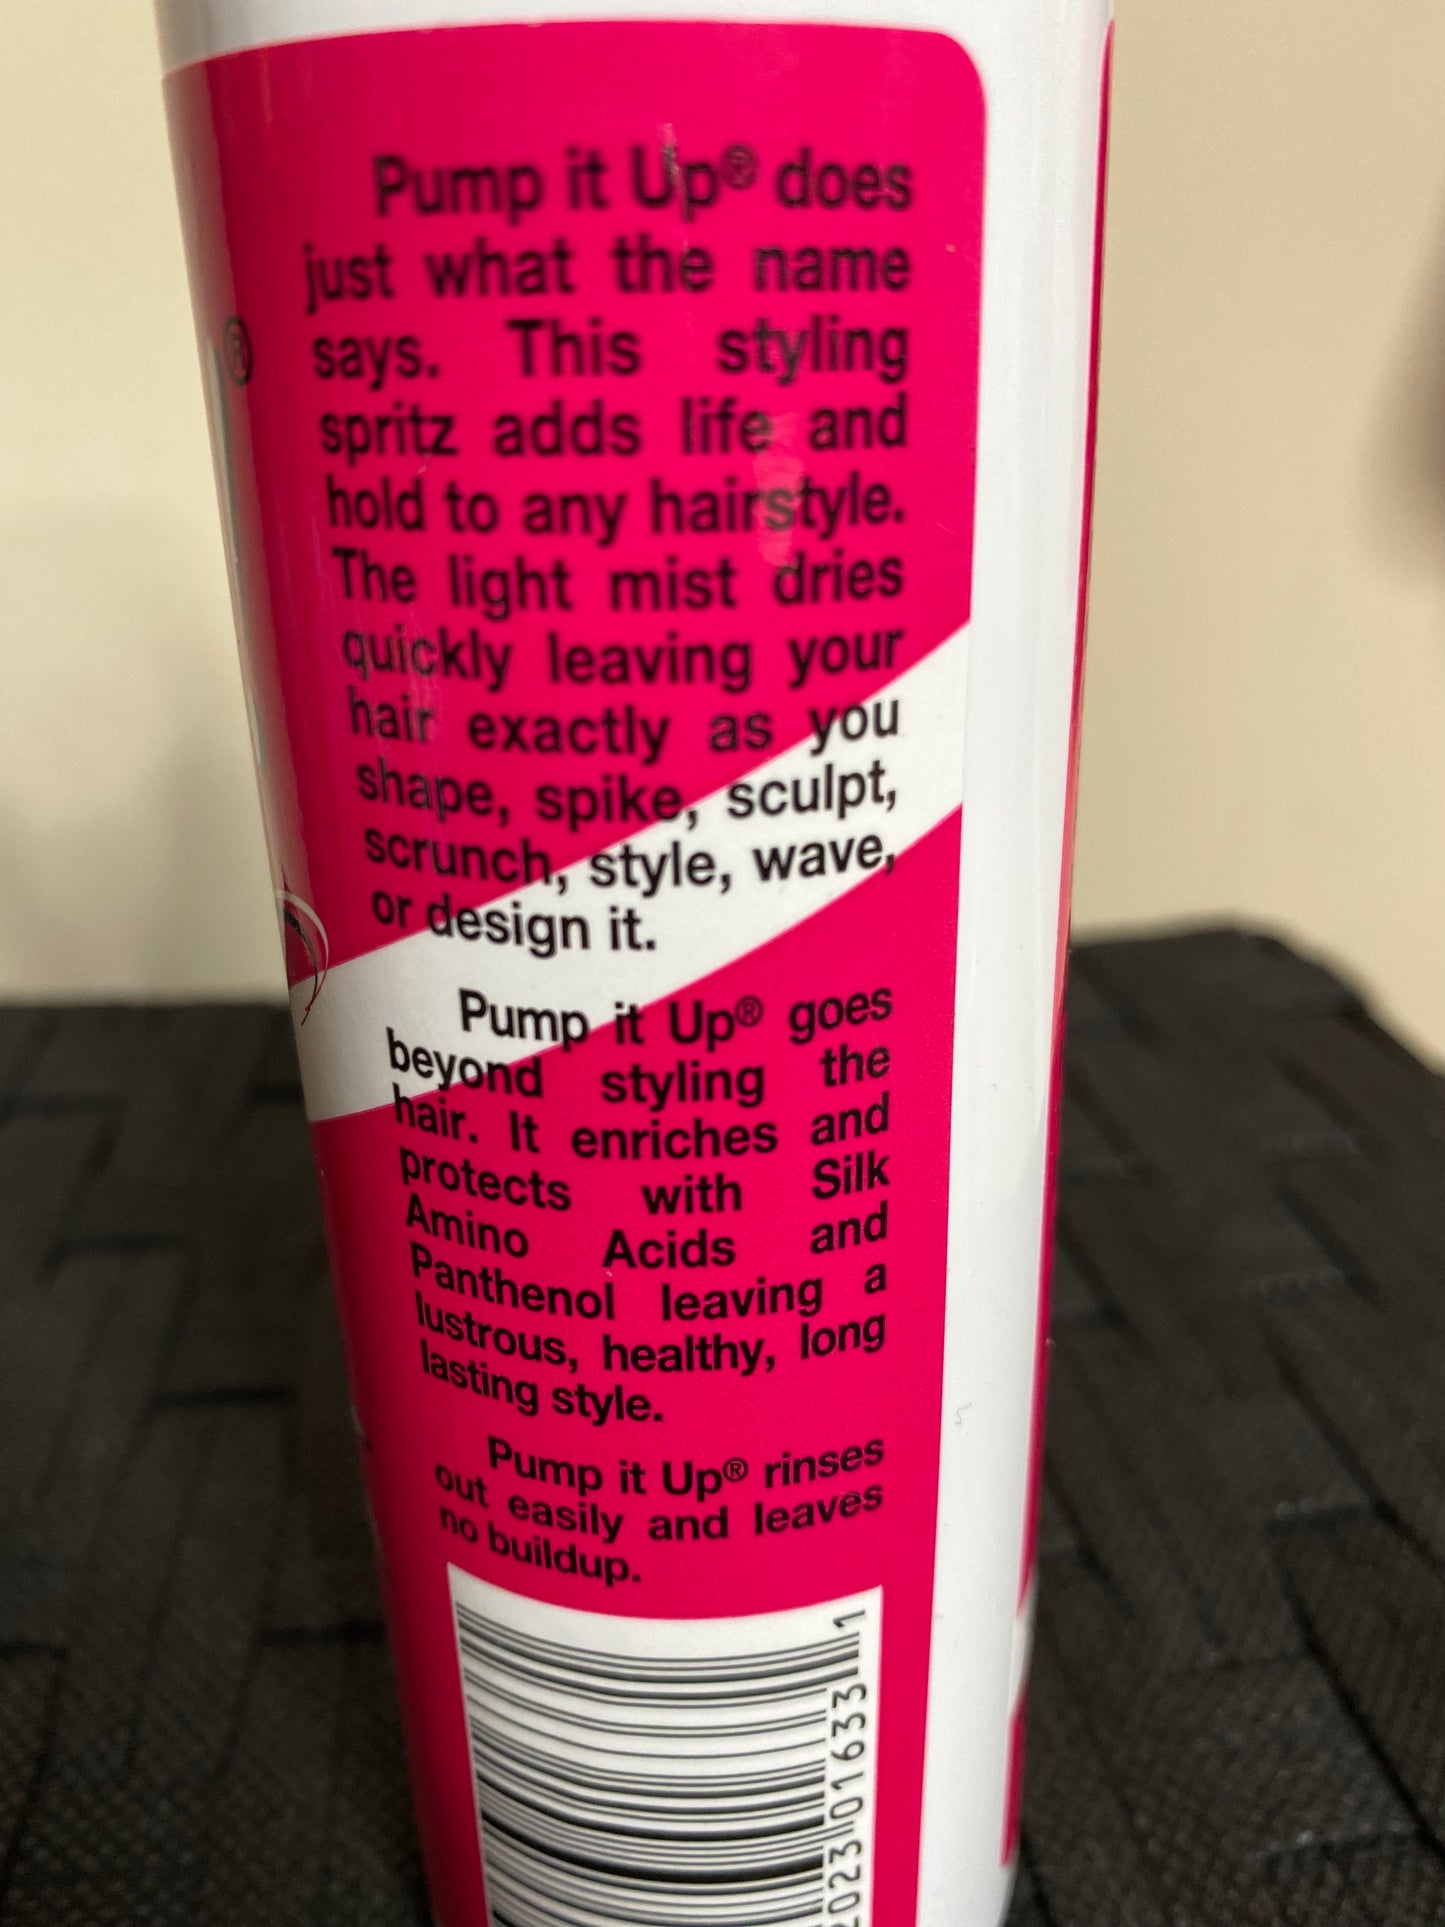 Pump it Up® does
just what the name
says. This styling
spritz adds life and
hold to any hairstyle.
The light mist dries
quickly leaving your
hair exactly as you
shape, spike, sculpt,
scrunch, style, wave,
or design it.
Pump it Up® goes
beyond styling the
hair. It enriches and
protects with Silk
Amino Acids and
Panthenol leaving a
lustrous, healthy, long
lasting style.
Pump it Up® rinses
out easily and leaves
no buildup.
®
2023 01633 1